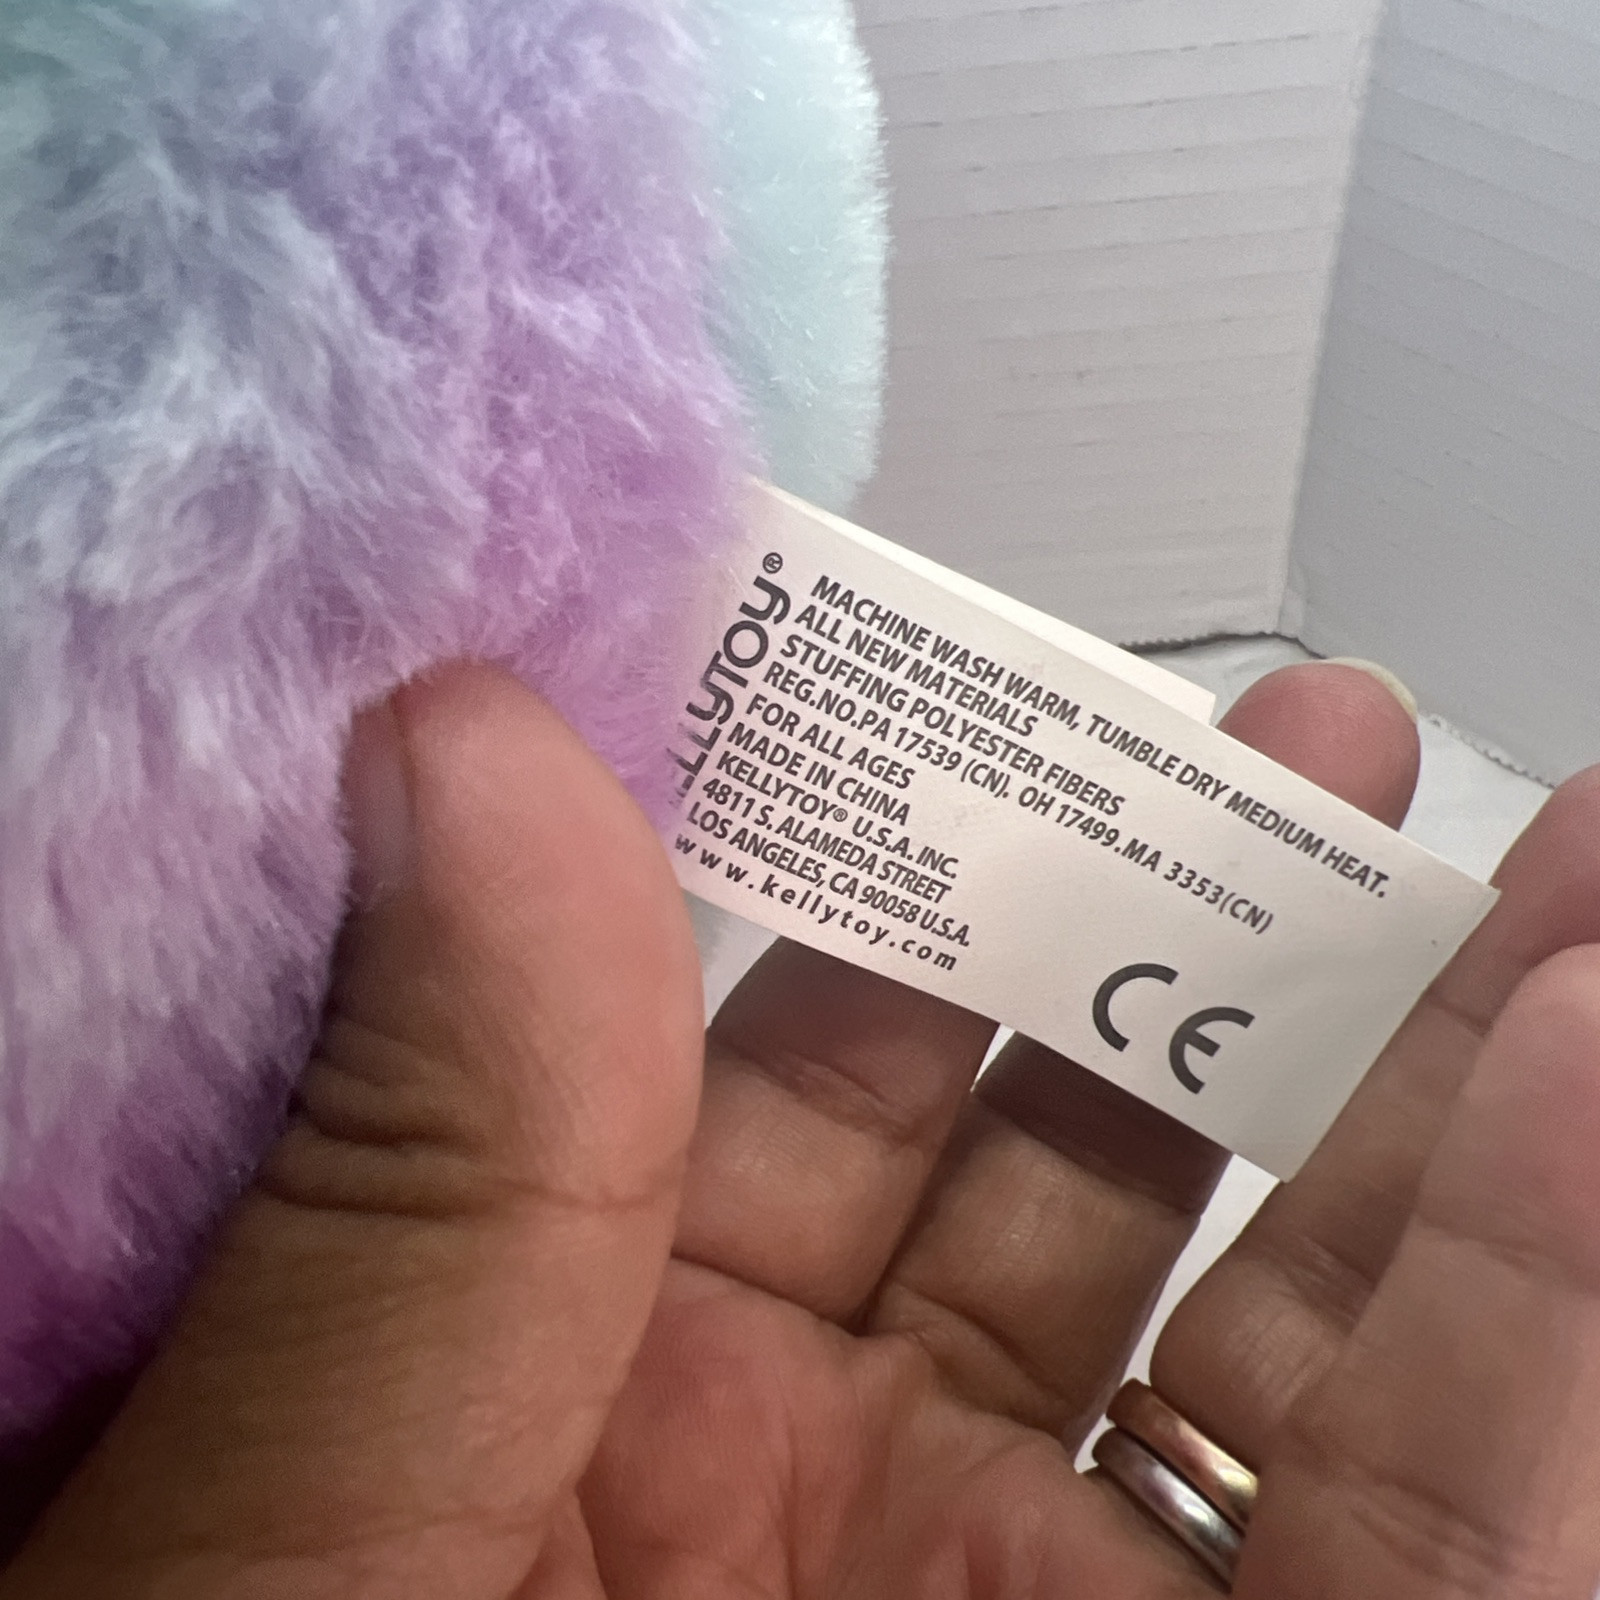 KELLYTOY®
MACHINE WASH WARM, TUMBLE DRY MEDIUM HEAT.
ALL NEW MATERIALS
STUFFING POLYESTER FIBERS
REG.NO.PA 17539 (CN). OH 17499.MA 3353(CN)
FOR ALL AGES
MADE IN CHINA
KELLYTOY® U.S.A. INC.
4811 S. ALAMEDA STREET
LOS ANGELES, CA 90058 U.S.A.
www.kellytoy.com
CE